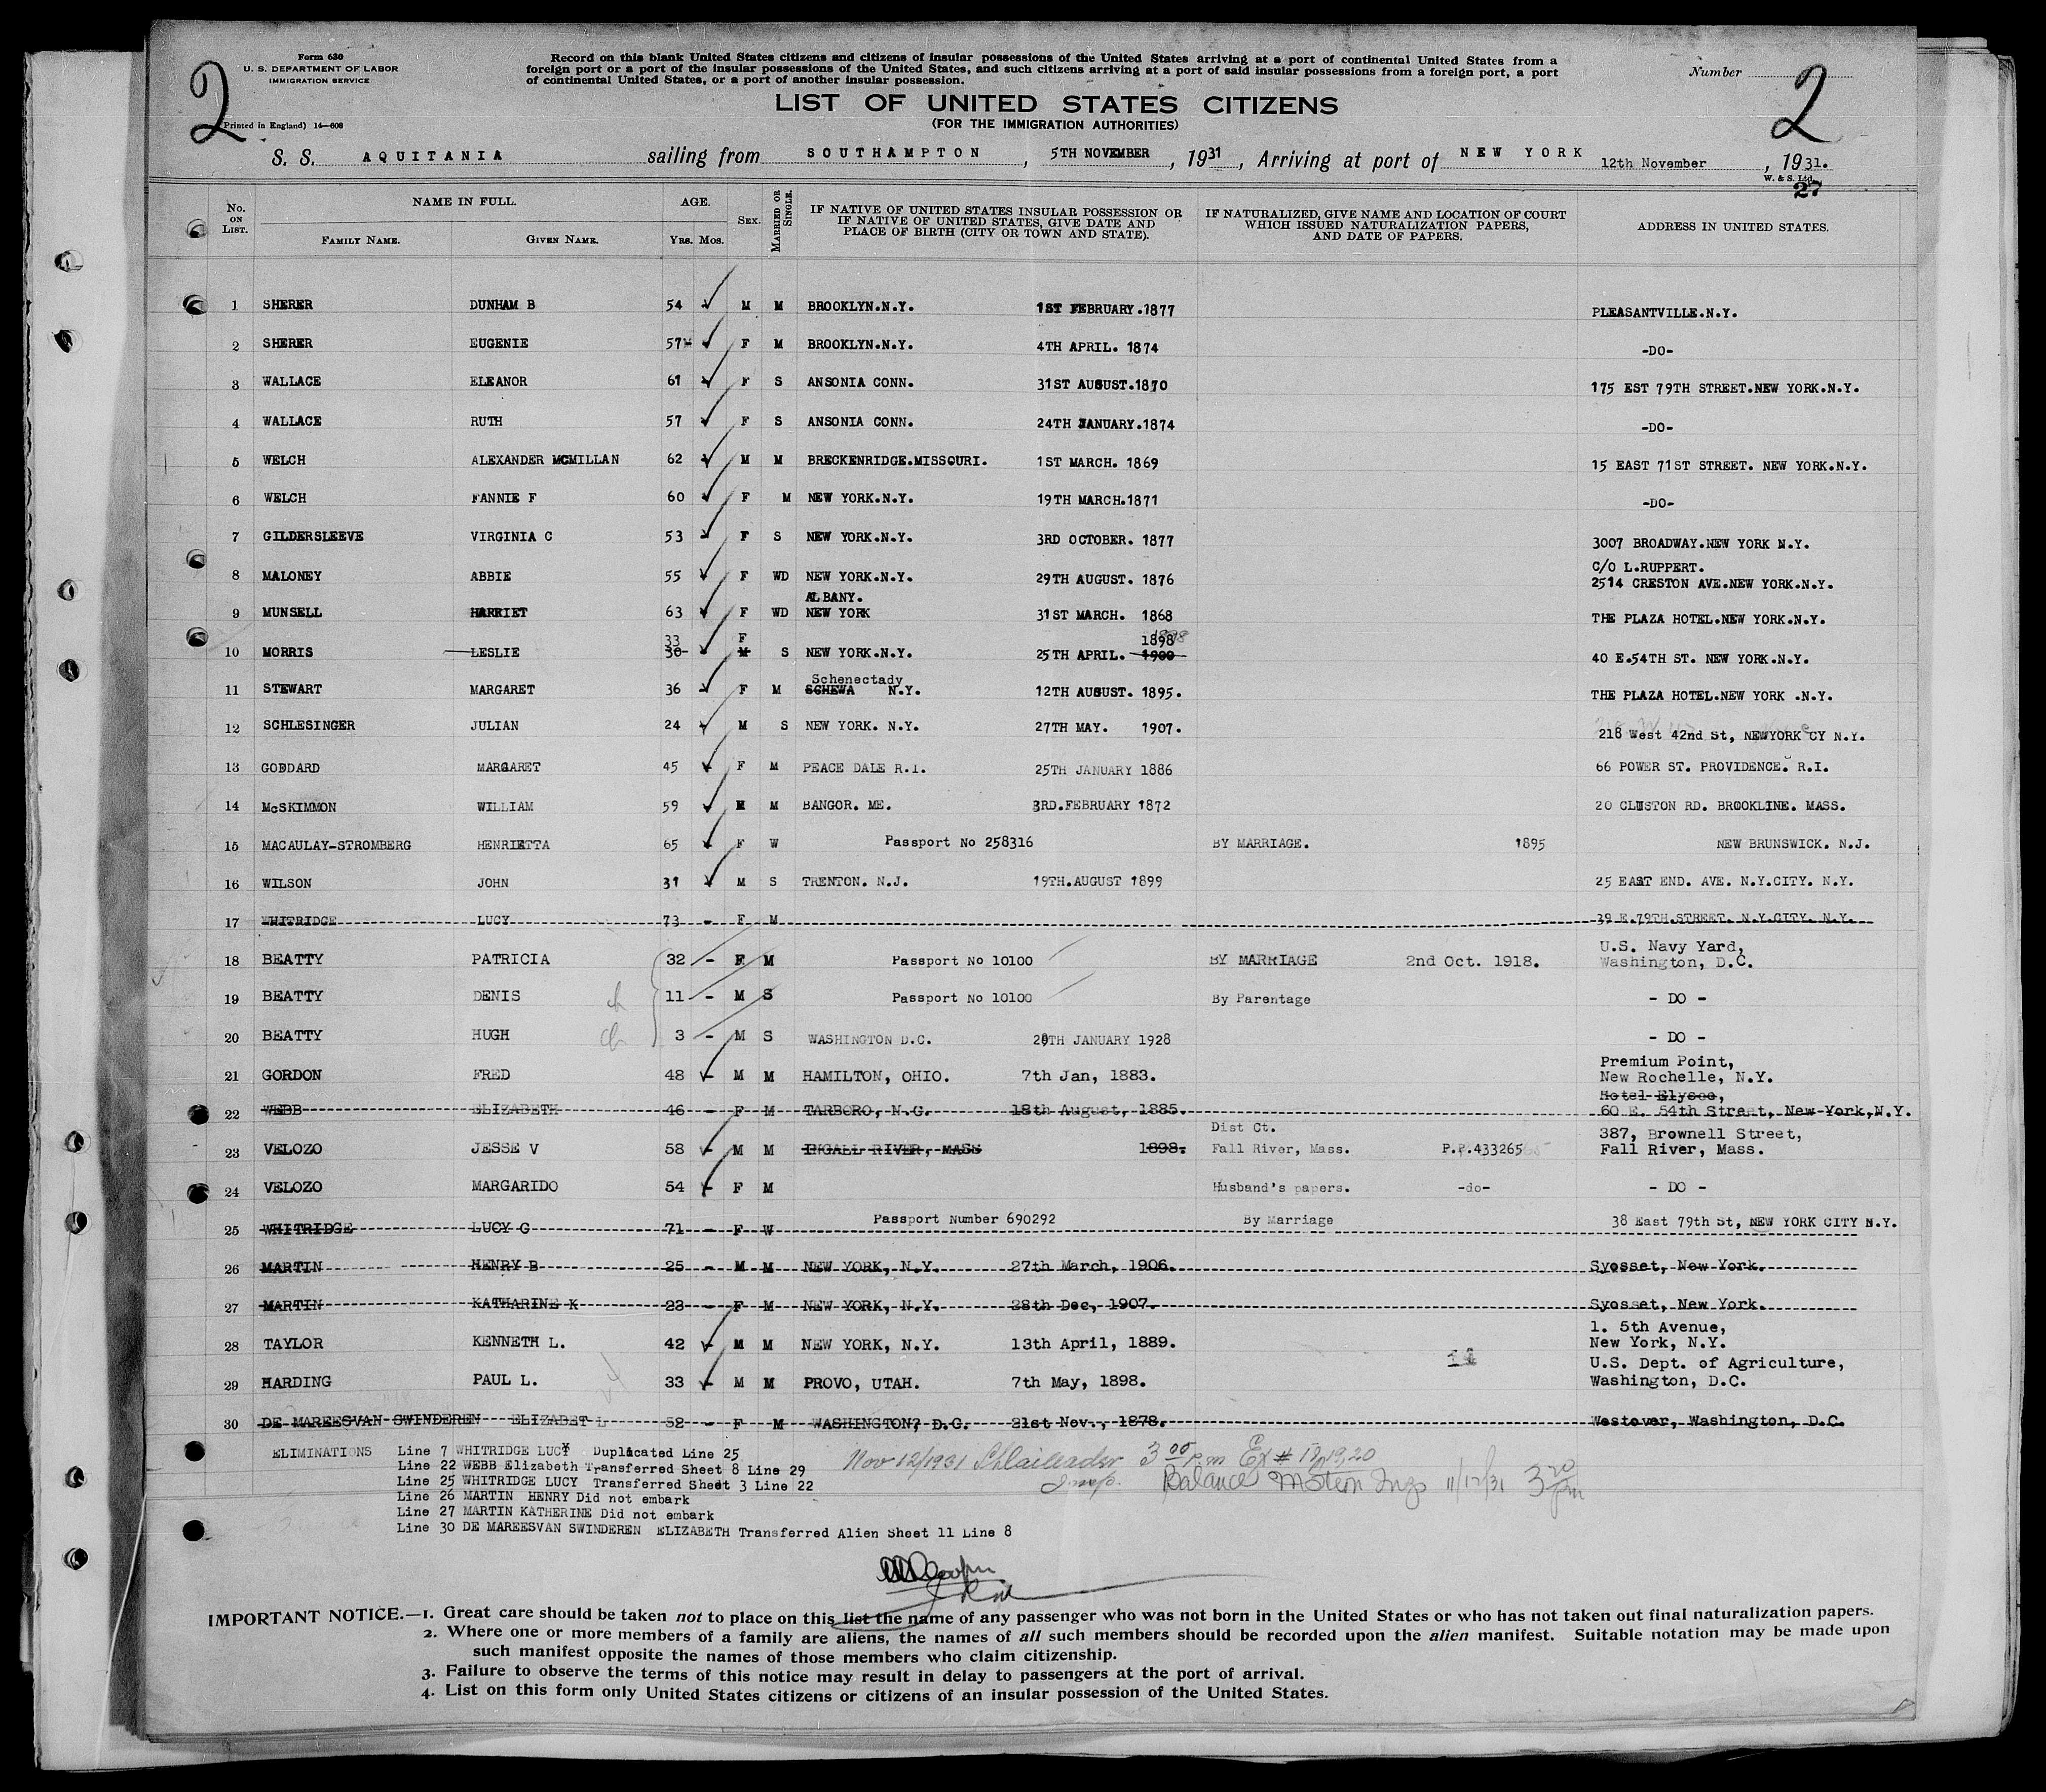 Form 630
U. S. DEPARTMENT OF LABOR
IMMIGRATION SERVICE
2
(Printed in England) 14—608
Record on this blank United States citizens and citizens of insular possessions of the United States arriving at a port of continental United States from a
foreign port or a port of the insular possessions of the United States, and such citizens arriving at a port of said insular possessions from a foreign port, a port
of continental United States, or a port of another insular possession.
Number
2
LIST OF UNITED STATES CITIZENS
(FOR THE IMMIGRATION AUTHORITIES)
S. S. AQUITANIA sailing from SOUTHAMPTON, 5TH NOVEMBER, 1931, Arriving at port of NEW YORK 12th November, 1931.
W. & S. Ltd.
27
No. ON LIST. NAME IN FULL. FAMILY NAME. GIVEN NAME. AGE. Yrs. Mos. SEX. MARRIED OR SINGLE. IF NATIVE OF UNITED STATES INSULAR POSSESSION OR IF NATIVE OF UNITED STATES, GIVE DATE AND PLACE OF BIRTH (CITY OR TOWN AND STATE). IF NATURALIZED, GIVE NAME AND LOCATION OF COURT WHICH ISSUED NATURALIZATION PAPERS, AND DATE OF PAPERS. ADDRESS IN UNITED STATES.
1 SHERER DUNHAM B 54 M M BROOKLYN.N.Y. 1ST FEBRUARY.1877 PLEASANTVILLE.N.Y.
2 SHERER EUGENIE 57 F M BROOKLYN.N.Y. 4TH APRIL. 1874 -DO-
3 WALLACE ELEANOR 61 F S ANSONIA CONN. 31ST AUGUST.1870 175 EST 79TH STREET.NEW YORK.N.Y.
4 WALLACE RUTH 57 F S ANSONIA CONN. 24TH JANUARY.1874 -DO-
5 WELCH ALEXANDER MCMILLAN 62 M M BRECKENRIDGE.MISSOURI. 1ST MARCH. 1869 15 EAST 71ST STREET. NEW YORK.N.Y.
6 WELCH FANNIE F 60 F M NEW YORK.N.Y. 19TH MARCH.1871 -DO-
7 GILDERSLEEVE VIRGINIA C 53 F S NEW YORK.N.Y. 3RD OCTOBER. 1877 3007 BROADWAY.NEW YORK N.Y.
C/O L.RUPPERT.
8 MALONEY ABBIE 55 F WD NEW YORK.N.Y. 29TH AUGUST. 1876 2514 CRESTON AVE.NEW YORK.N.Y.
ALBANY.
9 MUNSELL HARRIET 63 F WD NEW YORK 31ST MARCH. 1868 THE PLAZA HOTEL.NEW YORK.N.Y.
33 F 1898 1898
10 MORRIS LESLIE 30 M S NEW YORK.N.Y. 25TH APRIL. 1900 40 E.54TH ST. NEW YORK.N.Y.
Schenectady
11 STEWART MARGARET 36 F M SCHEWA N.Y. 12TH AUGUST. 1895. THE PLAZA HOTEL.NEW YORK .N.Y.
12 SCHLESINGER JULIAN 24 M S NEW YORK. N.Y. 27TH MAY. 1907. 218 West 42nd St, NEWYORK CY N.Y.
13 GODDARD MARGARET 45 F M PEACE DALE R.I. 25TH JANUARY 1886 66 POWER ST. PROVIDENCE. R.I.
14 McSKIMMON WILLIAM 59 M M BANGOR. ME. 3RD.FEBRUARY 1872 20 CLUSTON RD. BROOKLINE. MASS.
15 MACAULAY-STROMBERG HENRIETTA 65 F W Passport No 258316 BY MARRIAGE. 1895 NEW BRUNSWICK. N.J.
16 WILSON JOHN 31 M S TRENTON. N.J. 19TH.AUGUST 1899 25 EAST END. AVE. N.Y.CITY. N.Y.
17 WHITRIDGE LUCY 73 - F M 39 E.79TH.STREET. N.Y.CITY. N.Y.
U.S. Navy Yard,
18 BEATTY PATRICIA 32 - F M Passport No 10100 BY MARRIAGE 2nd Oct. 1918. Washington, D.C.
19 BEATTY DENIS ch 11 - M S Passport No 10100 By Parentage - DO -
20 BEATTY HUGH ch 3 - M S WASHINGTON D.C. 20TH JANUARY 1928 - DO -
Premium Point,
21 GORDON FRED 48 M M HAMILTON, OHIO. 7th Jan, 1883. New Rochelle, N.Y.
Hotel Elysee,
22 WEBB ELIZABETH 46 - F M TARBORO, N.C. 18th August, 1885. 60 E. 54th Street, New York,N.Y.
Dist Ct. 387, Brownell Street,
23 VELOZO JESSE V 58 M M INGALL RIVER, MASS 1898. Fall River, Mass. P.P.433265 Fall River, Mass.
24 VELOZO MARGARIDO 54 F M Husband's papers. -do- - DO -
25 WHITRIDGE LUCY G 71 - F W Passport Number 690292 By Marriage 38 East 79th St, NEW YORK CITY N.Y.
26 MARTIN HENRY B 25 - M M NEW YORK, N.Y. 27th March, 1906. Syosset, New York.
27 MARTIN KATHARINE K 23 - F M NEW YORK, N.Y. 28th Dec, 1907. Syosset, New York.
1. 5th Avenue,
28 TAYLOR KENNETH L. 42 M M NEW YORK, N.Y. 13th April, 1889. New York, N.Y.
14 U.S. Dept. of Agriculture,
29 HARDING PAUL L. 33 M M PROVO, UTAH. 7th May, 1898. Washington, D.C.
30 DE MAREESVAN SWINDEREN ELIZABET L 52 - F M WASHINGTON, D.C. 21st Nov., 1878. Westover, Washington, D.C.
ELIMINATIONS Line 7 WHITRIDGE LUCY Duplicated Line 25
Line 22 WEBB Elizabeth Transferred Sheet 8 Line 29
Line 25 WHITRIDGE LUCY Transferred Sheet 3 Line 22
Line 26 MARTIN HENRY Did not embark
Line 27 MARTIN KATHERINE Did not embark
Line 30 DE MAREESVAN SWINDEREN ELIZABETH Transferred Alien Sheet 11 Line 8
Nov 12/1931 3 00 pm Ex # 18,19,20
Insp. Balance 11/12/31 3 20 pm
IMPORTANT NOTICE.—1. Great care should be taken not to place on this list the name of any passenger who was not born in the United States or who has not taken out final naturalization papers.
2. Where one or more members of a family are aliens, the names of all such members should be recorded upon the alien manifest. Suitable notation may be made upon
such manifest opposite the names of those members who claim citizenship.
3. Failure to observe the terms of this notice may result in delay to passengers at the port of arrival.
4. List on this form only United States citizens or citizens of an insular possession of the United States.